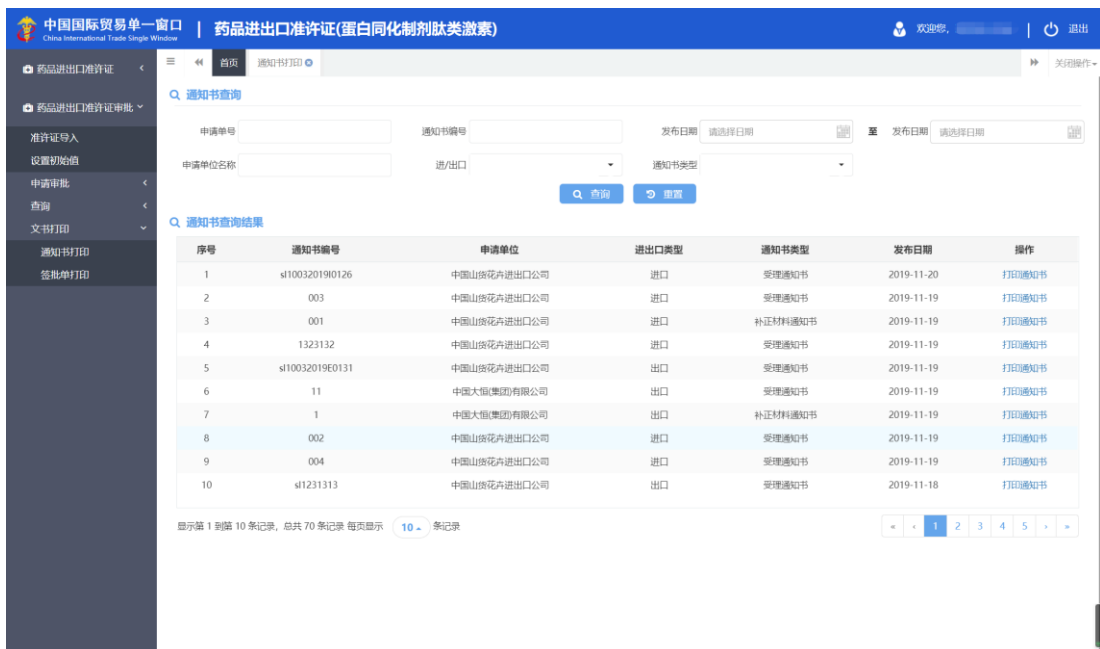 中国国际贸易单一窗口 | 药品进出口准许证(蛋白同化制剂肽类激素) 欢迎您, | 退出
China International Trade Single Window
药品进出口准许证
药品进出口准许证审批
准许证导入
设置初始值
申请审批
查询
文书打印
通知书打印
签批单打印
首页 通知书打印 关闭操作
通知书查询
申请单号 通知书编号 发布日期 请选择日期 至 发布日期 请选择日期
申请单位名称 进/出口 通知书类型
查询 重置
通知书查询结果
序号 通知书编号 申请单位 进出口类型 通知书类型 发布日期 操作
1 sl10032019I0126 中国山货花卉进出口公司 进口 受理通知书 2019-11-20 打印通知书
2 003 中国山货花卉进出口公司 进口 受理通知书 2019-11-19 打印通知书
3 001 中国山货花卉进出口公司 进口 补正材料通知书 2019-11-19 打印通知书
4 1323132 中国山货花卉进出口公司 进口 受理通知书 2019-11-19 打印通知书
5 sl10032019E0131 中国山货花卉进出口公司 出口 受理通知书 2019-11-19 打印通知书
6 11 中国大恒(集团)有限公司 出口 受理通知书 2019-11-19 打印通知书
7 1 中国大恒(集团)有限公司 出口 补正材料通知书 2019-11-19 打印通知书
8 002 中国山货花卉进出口公司 进口 受理通知书 2019-11-19 打印通知书
9 004 中国山货花卉进出口公司 进口 受理通知书 2019-11-19 打印通知书
10 sl1231313 中国山货花卉进出口公司 出口 受理通知书 2019-11-18 打印通知书
显示第 1 到第 10 条记录, 总共 70 条记录 每页显示 10 条记录 « ‹ 1 2 3 4 5 › »